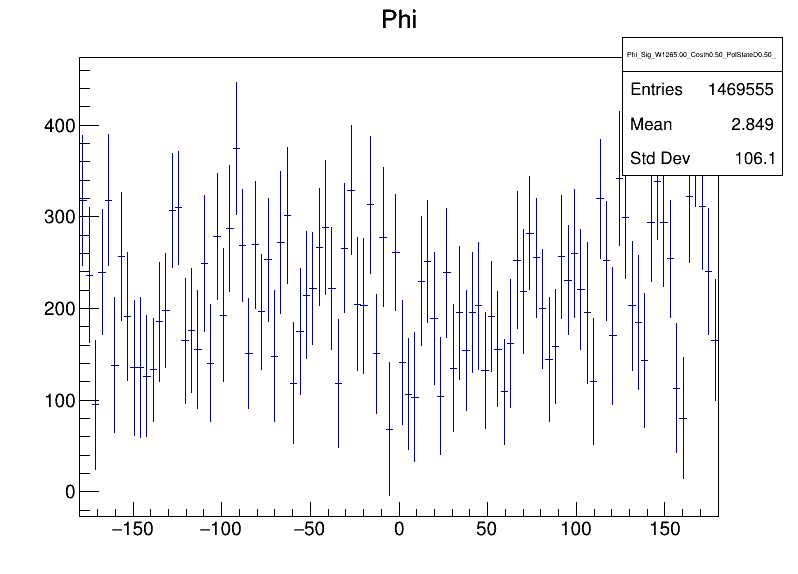 Phi
Phi_Sig_W1265.00_Costh0.50_PolStateD0.50_
Entries 1469555
Mean 2.849
Std Dev 106.1
400
300
200
100
0
−150 −100 −50 0 50 100 150